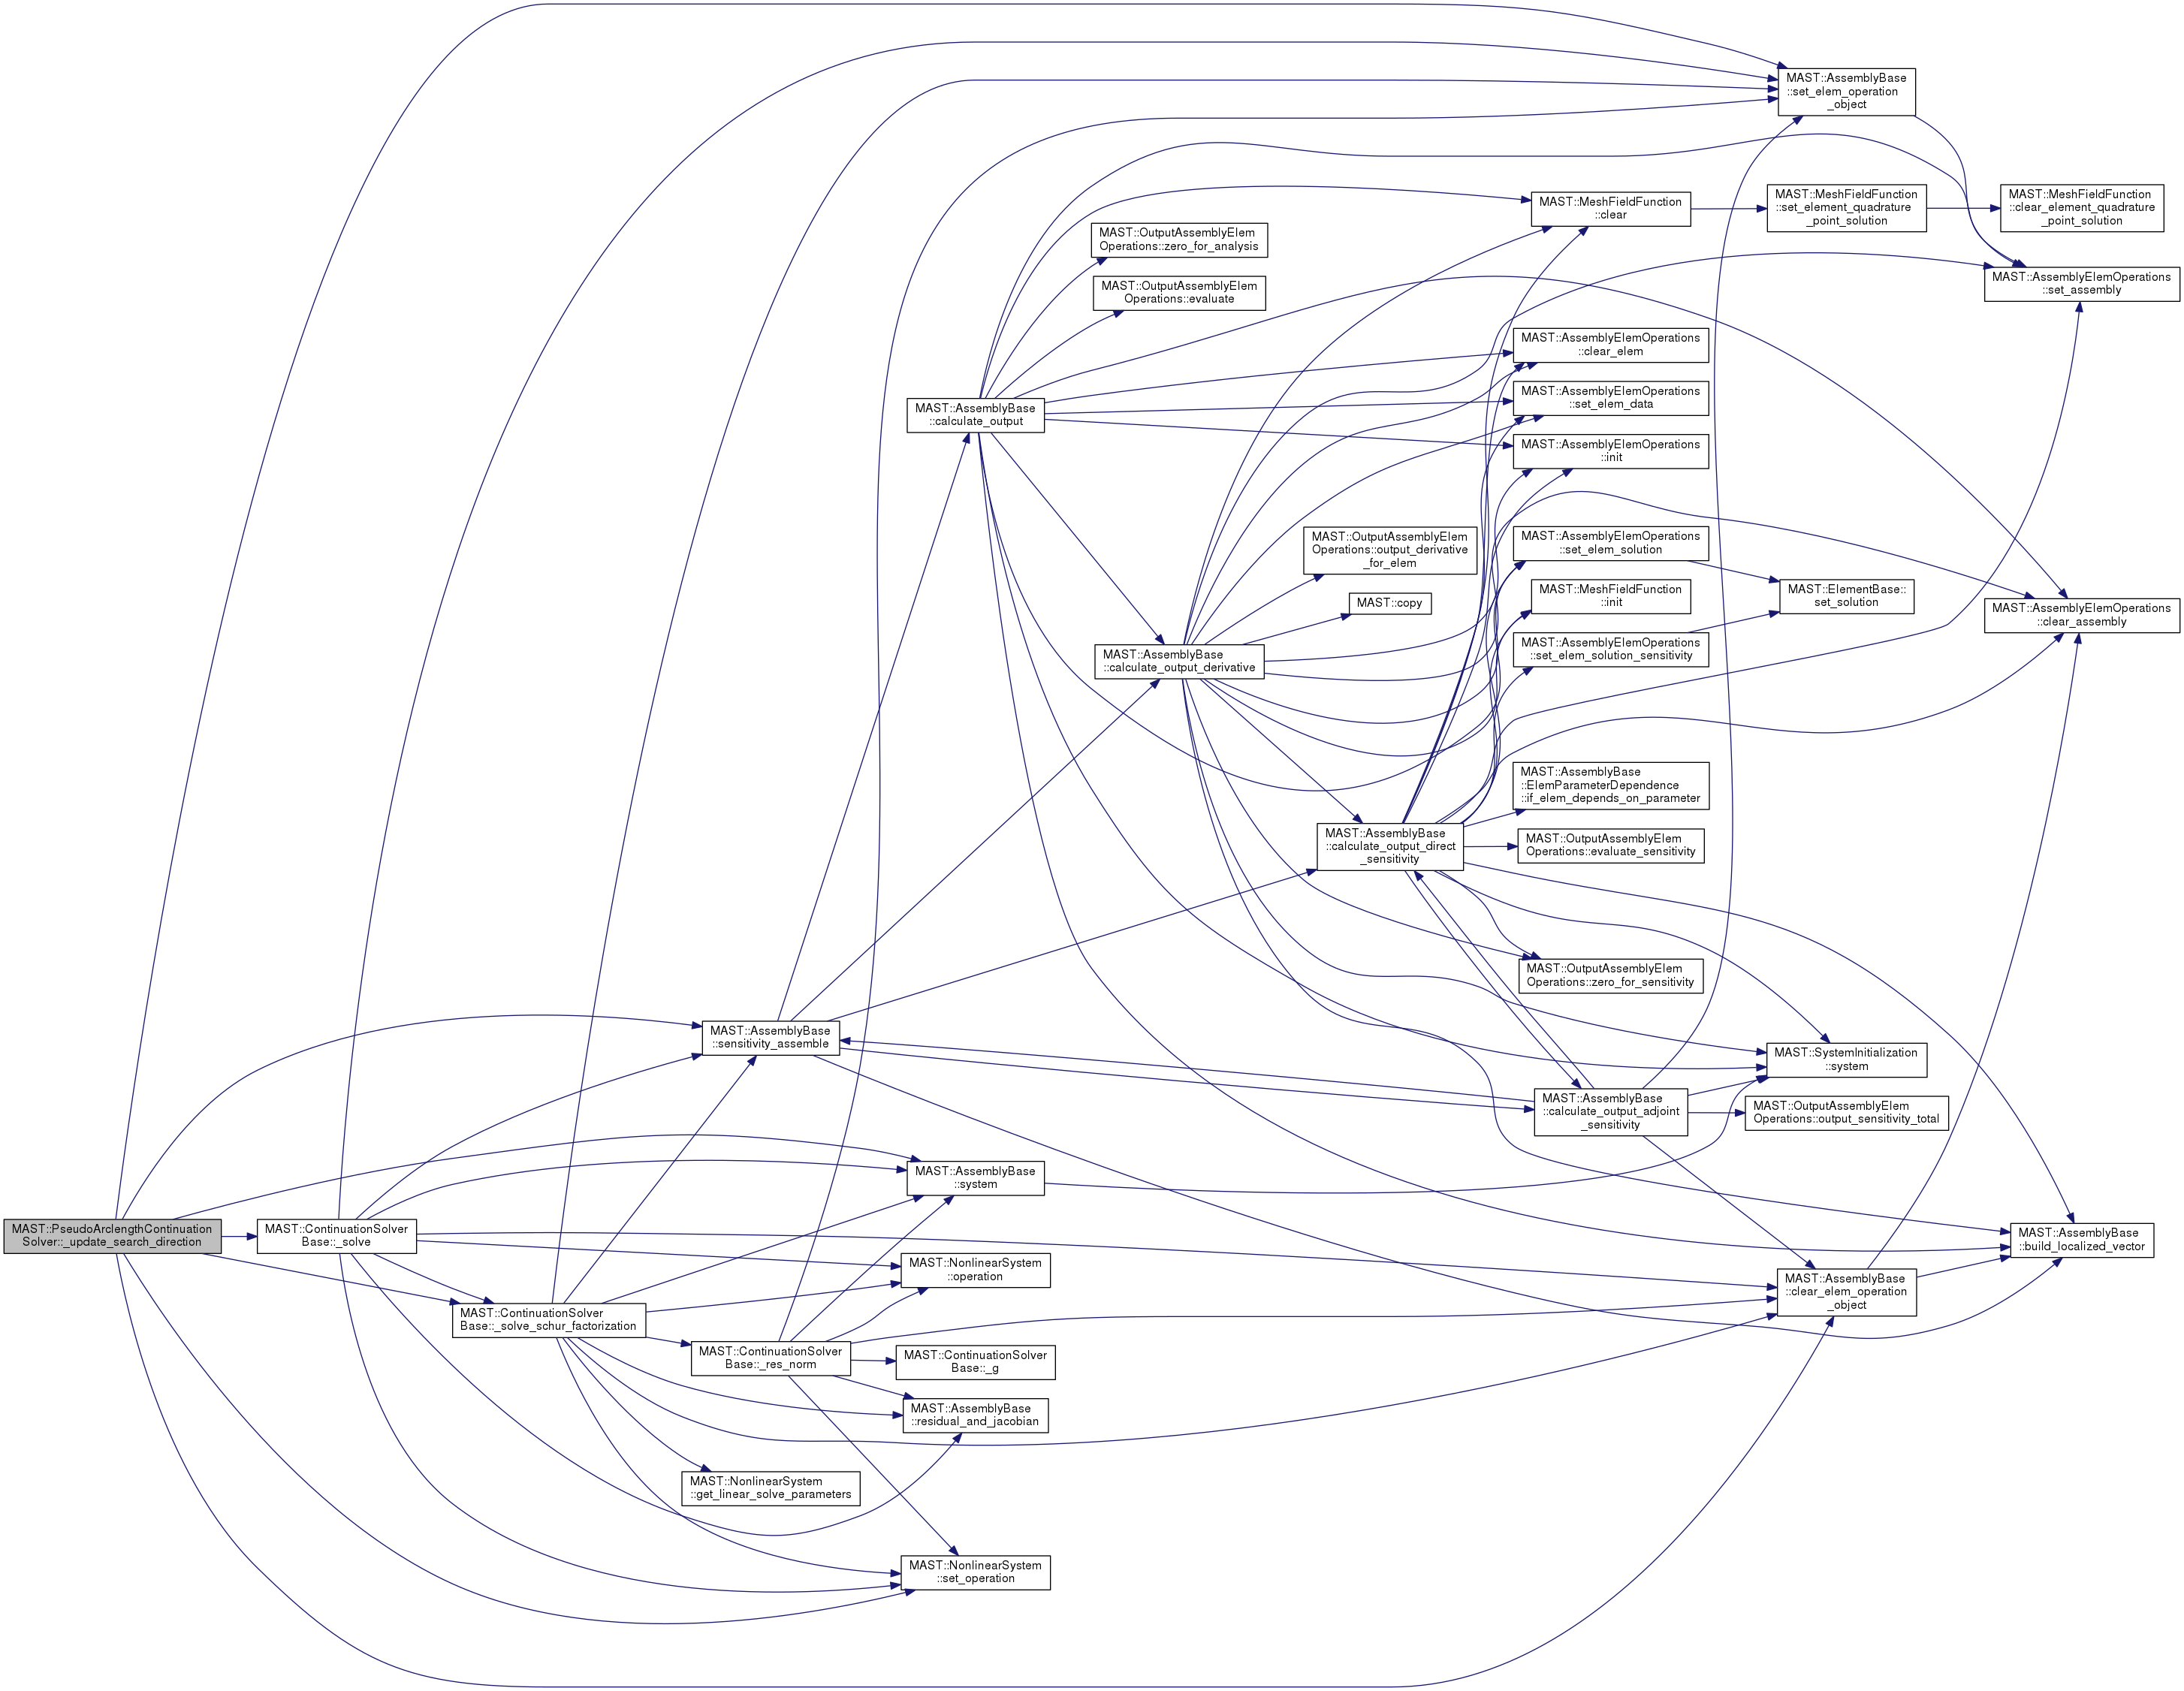 MAST::PseudoArclengthContinuation
Solver::_update_search_direction
MAST::ContinuationSolver
Base::_solve
MAST::ContinuationSolver
Base::_solve_schur_factorization
MAST::AssemblyBase
::sensitivity_assemble
MAST::ContinuationSolver
Base::_res_norm
MAST::NonlinearSystem
::get_linear_solve_parameters
MAST::AssemblyBase
::calculate_output
MAST::AssemblyBase
::system
MAST::NonlinearSystem
::operation
MAST::ContinuationSolver
Base::_g
MAST::AssemblyBase
::residual_and_jacobian
MAST::NonlinearSystem
::set_operation
MAST::OutputAssemblyElem
Operations::zero_for_analysis
MAST::OutputAssemblyElem
Operations::evaluate
MAST::AssemblyBase
::calculate_output_derivative
MAST::OutputAssemblyElem
Operations::output_derivative
_for_elem
MAST::copy
MAST::AssemblyBase
::calculate_output_direct
_sensitivity
MAST::MeshFieldFunction
::clear
MAST::AssemblyElemOperations
::clear_elem
MAST::AssemblyElemOperations
::set_elem_data
MAST::AssemblyElemOperations
::init
MAST::AssemblyElemOperations
::set_elem_solution
MAST::MeshFieldFunction
::init
MAST::AssemblyElemOperations
::set_elem_solution_sensitivity
MAST::AssemblyBase
::ElemParameterDependence
::if_elem_depends_on_parameter
MAST::OutputAssemblyElem
Operations::evaluate_sensitivity
MAST::OutputAssemblyElem
Operations::zero_for_sensitivity
MAST::AssemblyBase
::calculate_output_adjoint
_sensitivity
MAST::AssemblyBase
::set_elem_operation
_object
MAST::MeshFieldFunction
::set_element_quadrature
_point_solution
MAST::ElementBase::
set_solution
MAST::SystemInitialization
::system
MAST::OutputAssemblyElem
Operations::output_sensitivity_total
MAST::AssemblyBase
::clear_elem_operation
_object
MAST::MeshFieldFunction
::clear_element_quadrature
_point_solution
MAST::AssemblyElemOperations
::set_assembly
MAST::AssemblyElemOperations
::clear_assembly
MAST::AssemblyBase
::build_localized_vector